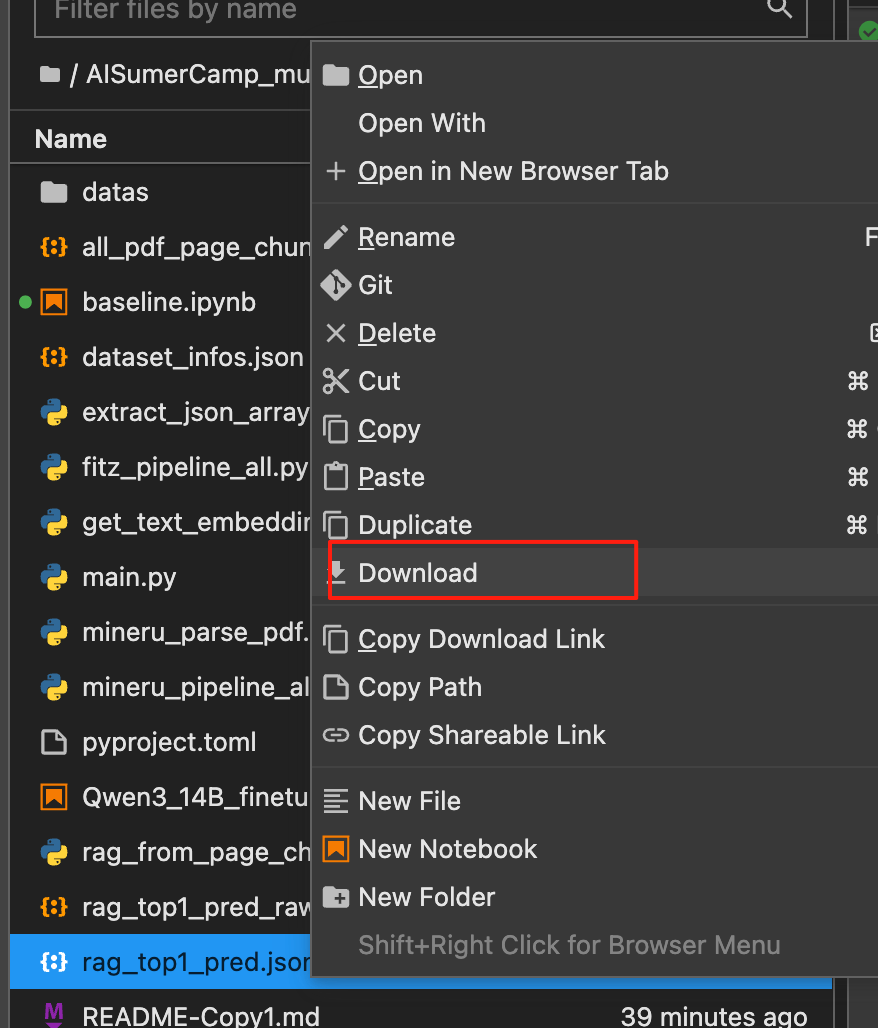 Filter files by name
/ AISumerCamp_mu
Name
datas
all_pdf_page_chun
baseline.ipynb
dataset_infos.json
extract_json_array
fitz_pipeline_all.py
get_text_embeddin
main.py
mineru_parse_pdf.
mineru_pipeline_al
pyproject.toml
Qwen3_14B_finetu
rag_from_page_ch
rag_top1_pred_raw
rag_top1_pred.json
README-Copy1.md 39 minutes ago
Open
Open With
Open in New Browser Tab
Rename F
Git
Delete
Cut ⌘
Copy ⌘
Paste ⌘
Duplicate ⌘
Download
Copy Download Link
Copy Path
Copy Shareable Link
New File
New Notebook
New Folder
Shift+Right Click for Browser Menu